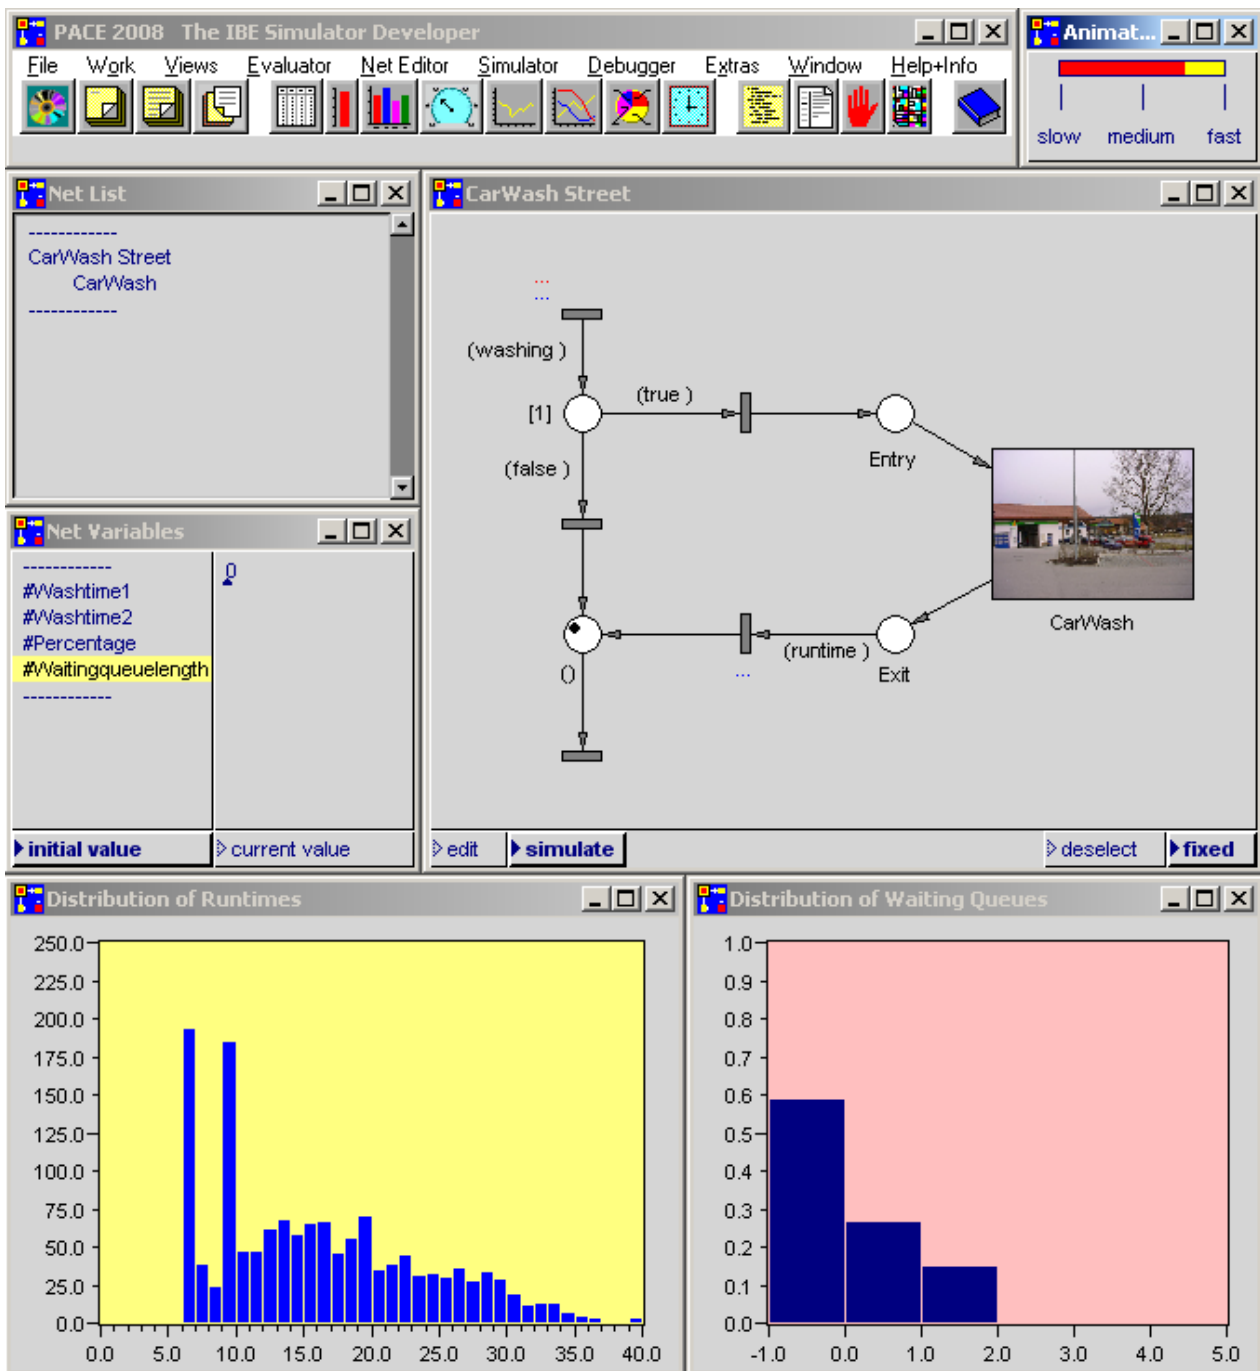 PACE 2008   The IBE Simulator Developer
File Work Views Evaluator Net Editor Simulator Debugger Extras Window Help+Info
Animat...
slow medium fast
Net List
------------
CarWash Street
CarWash
------------
Net Variables
------------
#Washtime1
#Washtime2
#Percentage
#Waitingqueuelength
------------
0
initial value
current value
CarWash Street
...
...
(washing )
[1]
(true )
Entry
(false )
CarWash
(runtime )
()
...
Exit
edit
simulate
deselect
fixed
Distribution of Runtimes
250.0
225.0
200.0
175.0
150.0
125.0
100.0
75.0
50.0
25.0
0.0
0.0 5.0 10.0 15.0 20.0 25.0 30.0 35.0 40.0
Distribution of Waiting Queues
1.0
0.9
0.8
0.7
0.6
0.5
0.4
0.3
0.2
0.1
0.0
-1.0 0.0 1.0 2.0 3.0 4.0 5.0